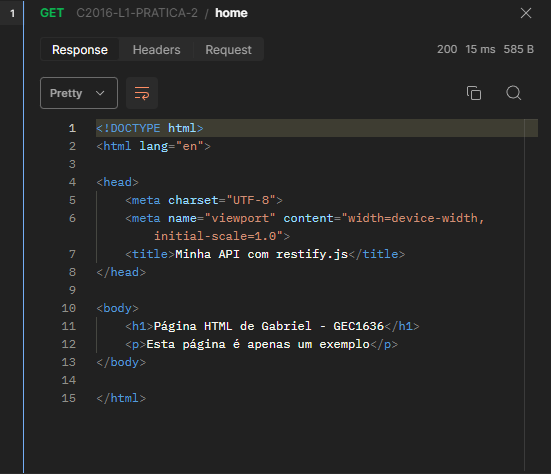 1
GET C2016-L1-PRATICA-2 / home
Response Headers Request 200 15 ms 585 B
Pretty
1 <!DOCTYPE html>
2 <html lang="en">
3
4 <head>
5 <meta charset="UTF-8">
6 <meta name="viewport" content="width=device-width,
initial-scale=1.0">
7 <title>Minha API com restify.js</title>
8 </head>
9
10 <body>
11 <h1>Página HTML de Gabriel - GEC1636</h1>
12 <p>Esta página é apenas um exemplo</p>
13 </body>
14
15 </html>